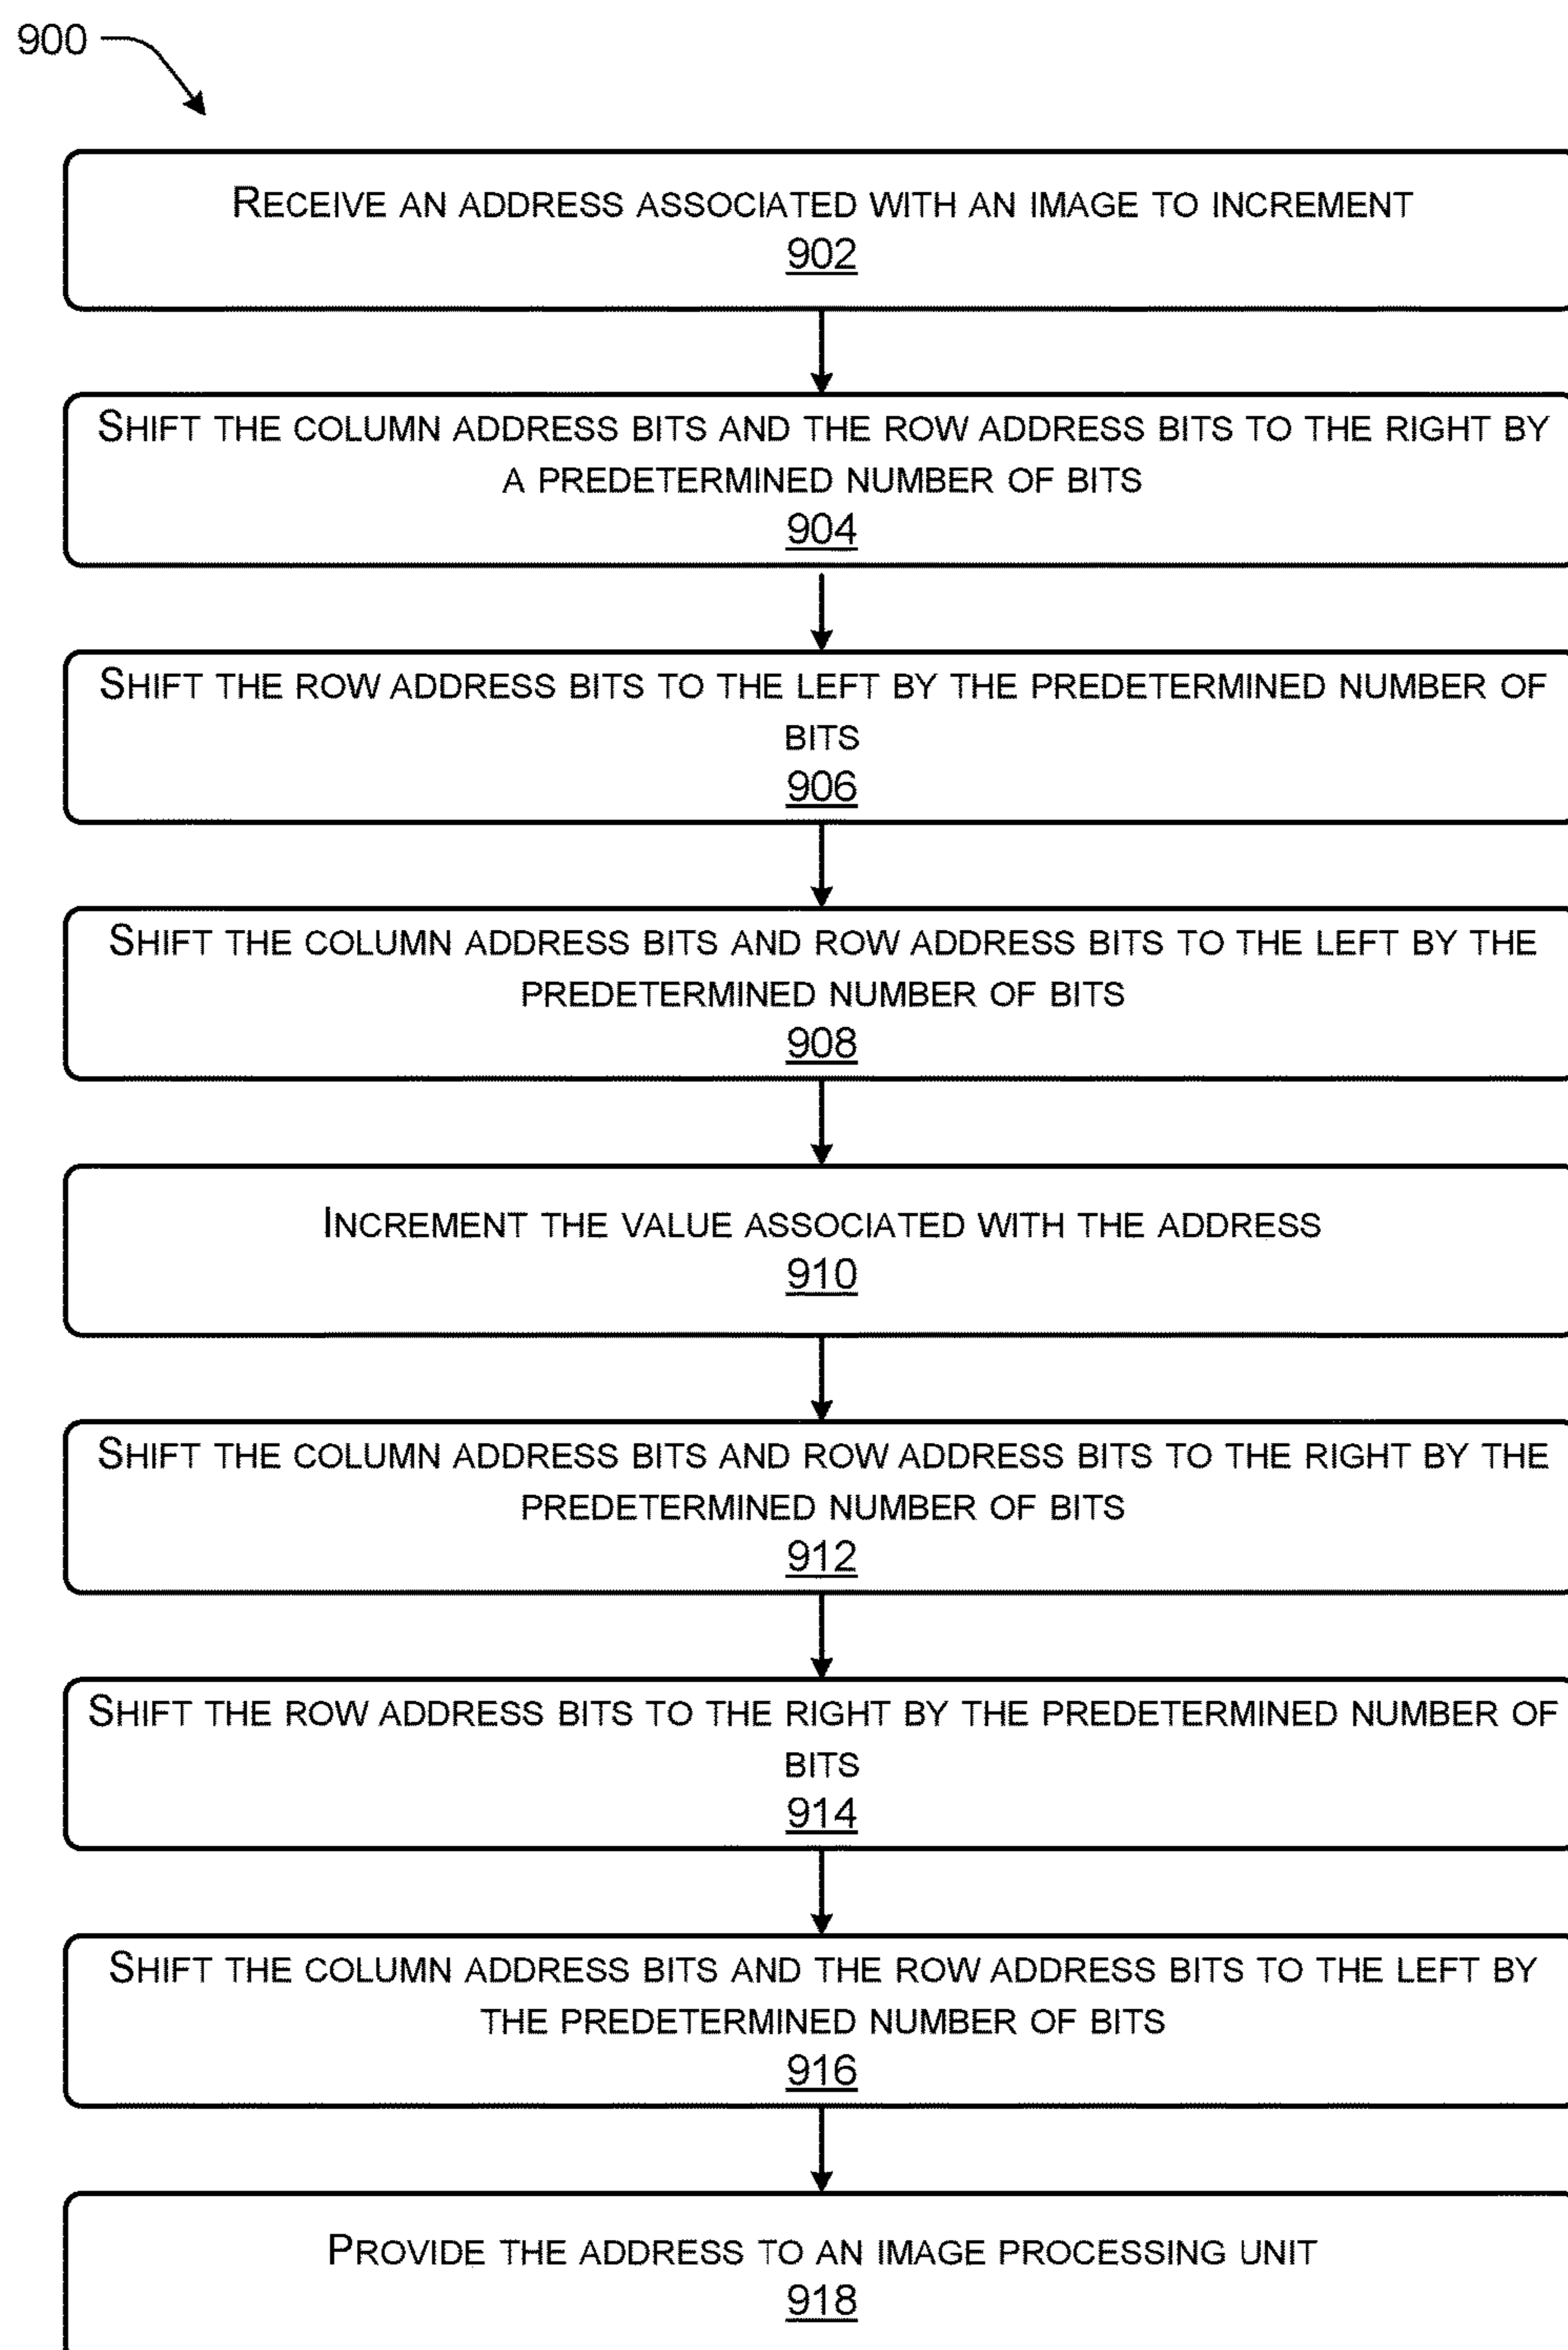 900
RECEIVE AN ADDRESS ASSOCIATED WITH AN IMAGE TO INCREMENT
902
SHIFT THE COLUMN ADDRESS BITS AND THE ROW ADDRESS BITS TO THE RIGHT BY
A PREDETERMINED NUMBER OF BITS
904
SHIFT THE ROW ADDRESS BITS TO THE LEFT BY THE PREDETERMINED NUMBER OF
BITS
906
SHIFT THE COLUMN ADDRESS BITS AND ROW ADDRESS BITS TO THE LEFT BY THE
PREDETERMINED NUMBER OF BITS
908
INCREMENT THE VALUE ASSOCIATED WITH THE ADDRESS
910
SHIFT THE COLUMN ADDRESS BITS AND ROW ADDRESS BITS TO THE RIGHT BY THE
PREDETERMINED NUMBER OF BITS
912
SHIFT THE ROW ADDRESS BITS TO THE RIGHT BY THE PREDETERMINED NUMBER OF
BITS
914
SHIFT THE COLUMN ADDRESS BITS AND THE ROW ADDRESS BITS TO THE LEFT BY
THE PREDETERMINED NUMBER OF BITS
916
PROVIDE THE ADDRESS TO AN IMAGE PROCESSING UNIT
918